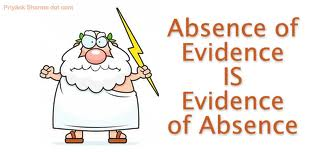 Priyank Sharma dot com
Absence of
Evidence
IS
Evidence
of Absence